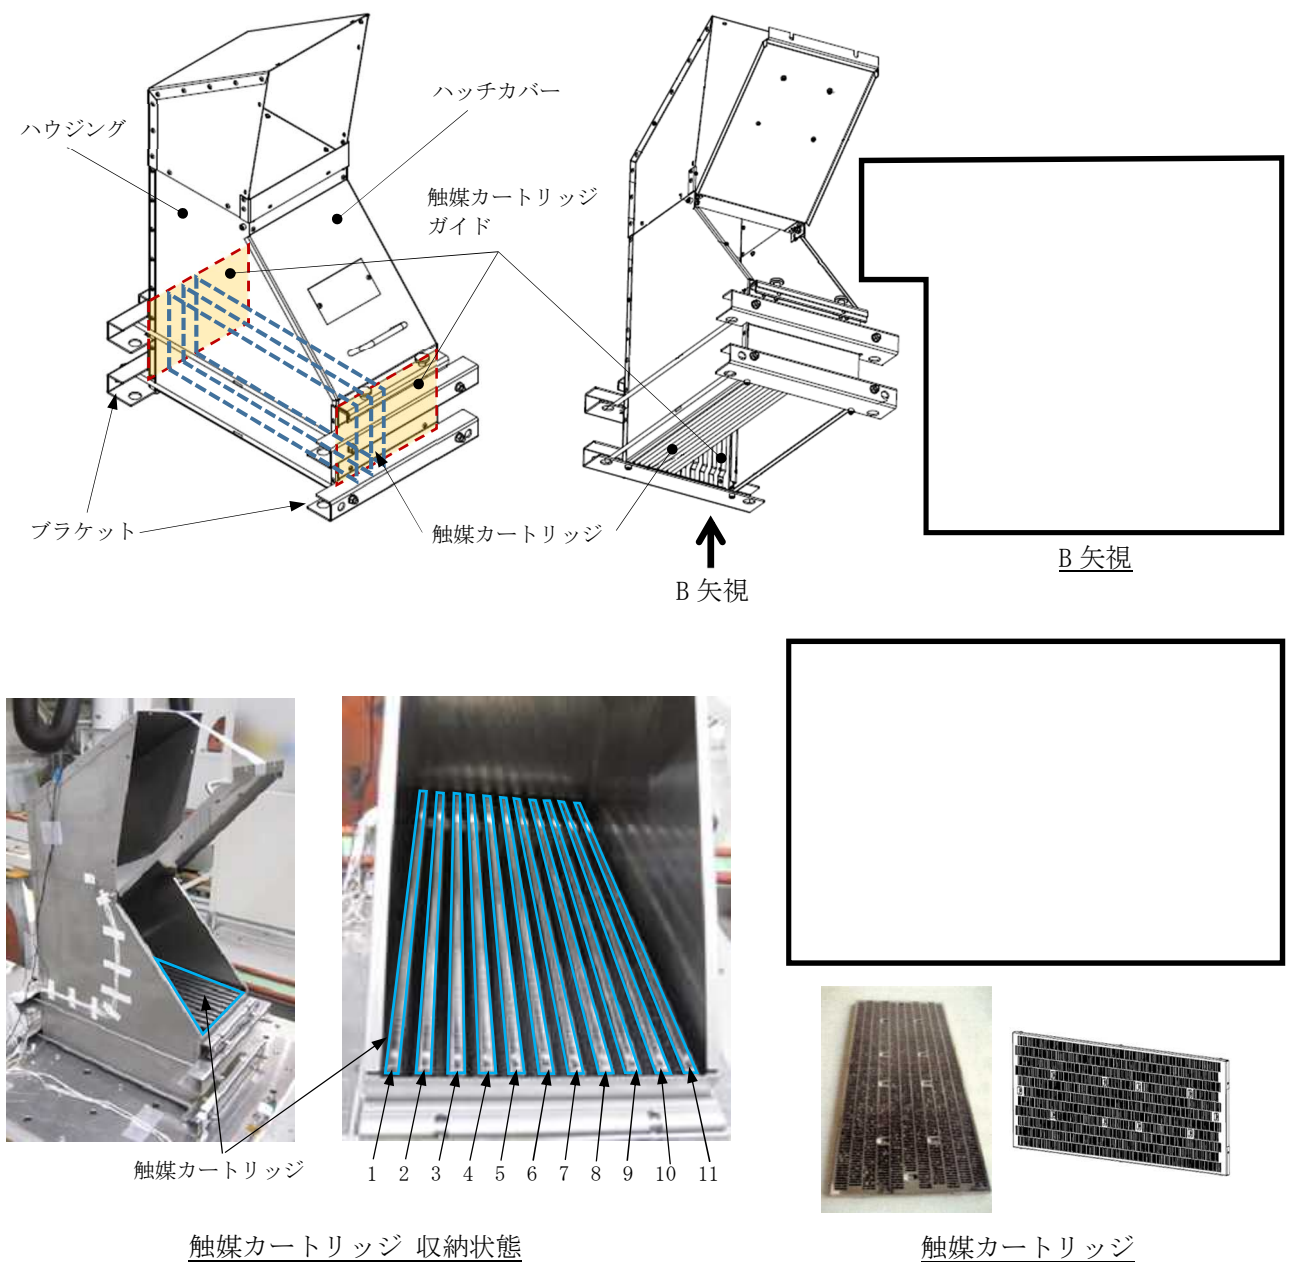 ハッチカバー
ハウジング
触媒カートリッジ
ガイド
ブラケット
触媒カートリッジ
B 矢視
B 矢視
触媒カートリッジ
1 2 3 4 5 6 7 8 9 10 11
触媒カートリッジ 収納状態
触媒カートリッジ